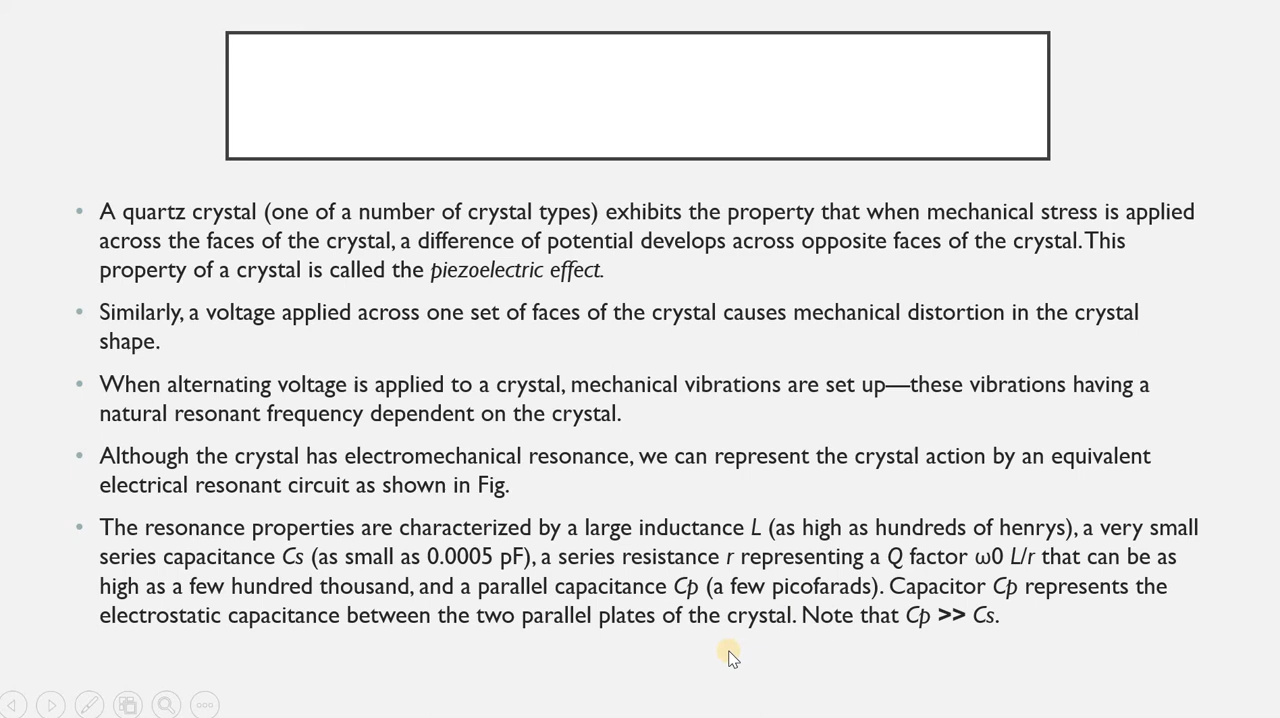 • A quartz crystal (one of a number of crystal types) exhibits the property that when mechanical stress is applied
across the faces of the crystal, a difference of potential develops across opposite faces of the crystal. This
property of a crystal is called the piezoelectric effect.
• Similarly, a voltage applied across one set of faces of the crystal causes mechanical distortion in the crystal
shape.
• When alternating voltage is applied to a crystal, mechanical vibrations are set up—these vibrations having a
natural resonant frequency dependent on the crystal.
• Although the crystal has electromechanical resonance, we can represent the crystal action by an equivalent
electrical resonant circuit as shown in Fig.
• The resonance properties are characterized by a large inductance L (as high as hundreds of henrys), a very small
series capacitance Cs (as small as 0.0005 pF), a series resistance r representing a Q factor ω0 L/r that can be as
high as a few hundred thousand, and a parallel capacitance Cp (a few picofarads). Capacitor Cp represents the
electrostatic capacitance between the two parallel plates of the crystal. Note that Cp >> Cs.